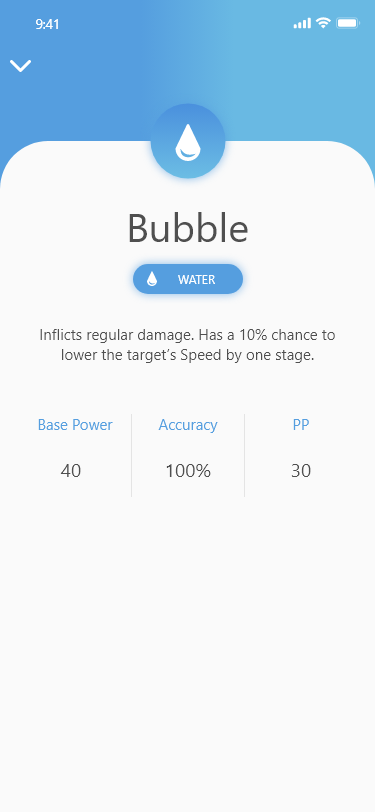 9:41
Bubble
WATER
Inflicts regular damage. Has a 10% chance to
lower the target's Speed by one stage.
Base Power Accuracy PP
40 100% 30